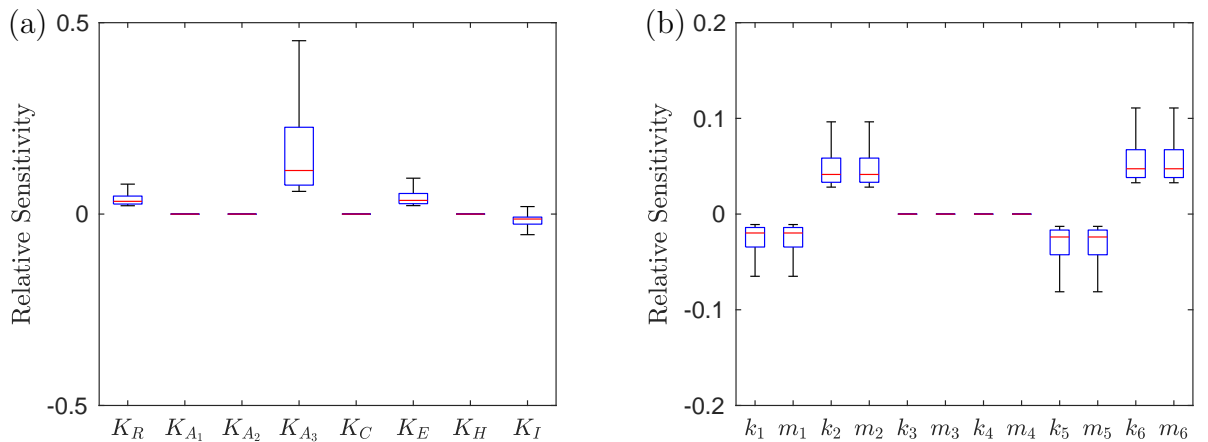 (a)
Relative Sensitivity
0.5
0
-0.5
K_R K_{A_1} K_{A_2} K_{A_3} K_C K_E K_H K_I
(b)
Relative Sensitivity
0.2
0.1
0
-0.1
-0.2
k_1 m_1 k_2 m_2 k_3 m_3 k_4 m_4 k_5 m_5 k_6 m_6